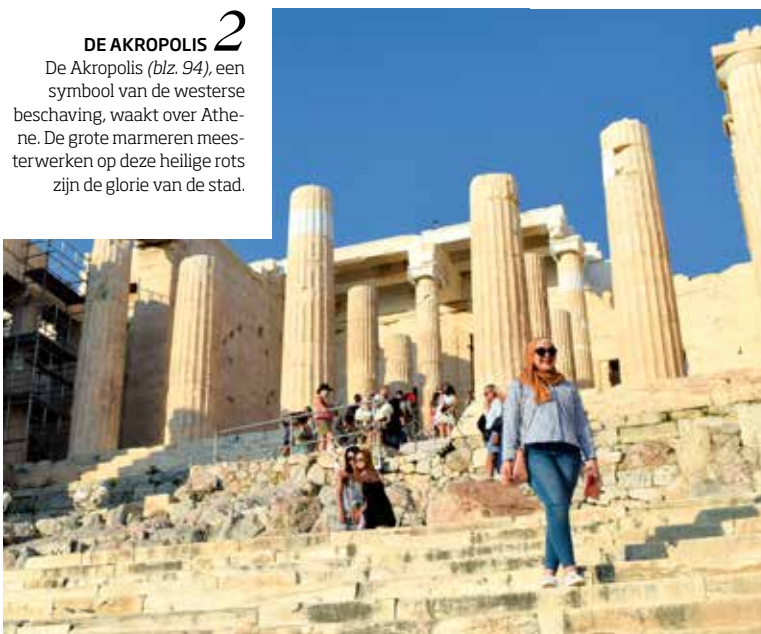 DE AKROPOLIS 2
De Akropolis (blz. 94), een
symbool van de westerse
beschaving, waakt over Athe-
ne. De grote marmeren mees-
terwerken op deze heilige rots
zijn de glorie van de stad.